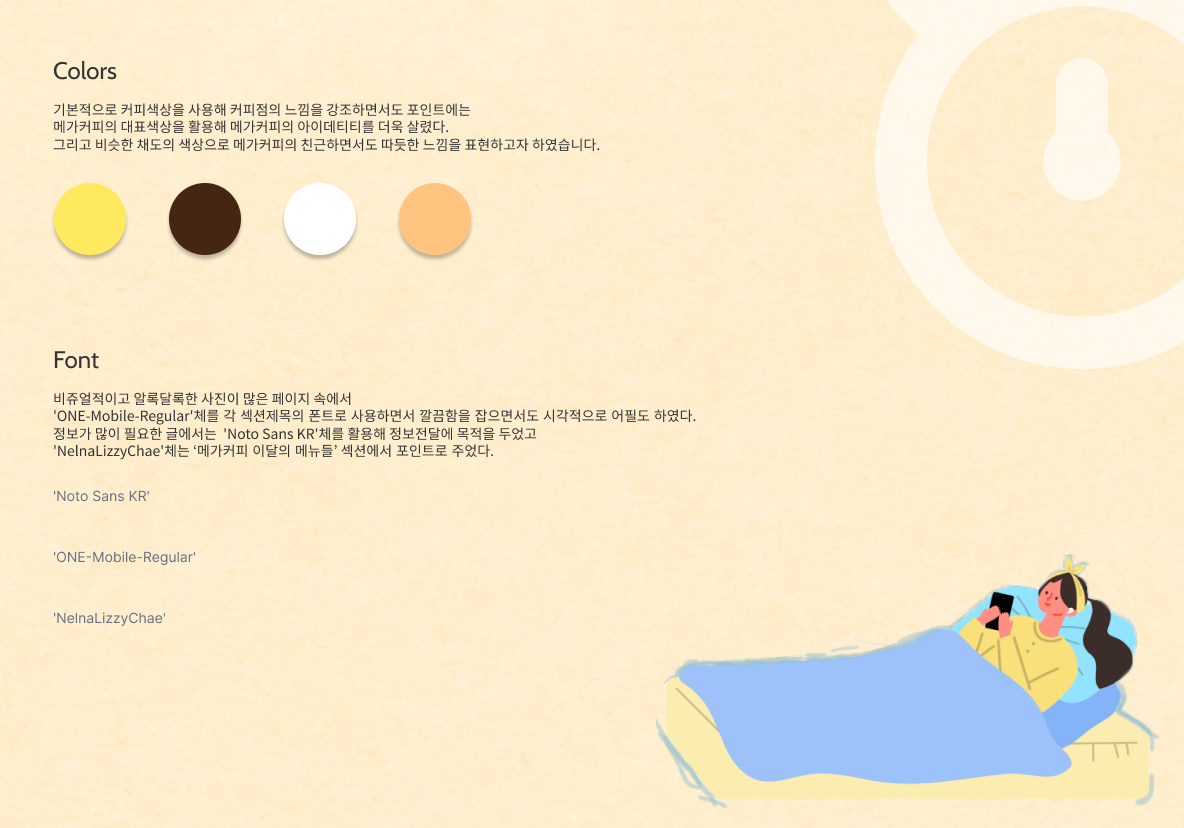 Colors
기본적으로 커피색상을 사용해 커피점의 느낌을 강조하면서도 포인트에는
메가커피의 대표색상을 활용해 메가커피의 아이데티티를 더욱 살렸다.
그리고 비슷한 채도의 색상으로 메가커피의 친근하면서도 따듯한 느낌을 표현하고자 하였습니다.
Font
비쥬얼적이고 알록달록한 사진이 많은 페이지 속에서
'ONE-Mobile-Regular'체를 각 섹션제목의 폰트로 사용하면서 깔끔함을 잡으면서도 시각적으로 어필도 하였다.
정보가 많이 필요한 글에서는  'Noto Sans KR'체를 활용해 정보전달에 목적을 두었고
'NelnaLizzyChae'체는 ‘메가커피 이달의 메뉴들’ 섹션에서 포인트로 주었다.
'Noto Sans KR'
'ONE-Mobile-Regular'
'NelnaLizzyChae'